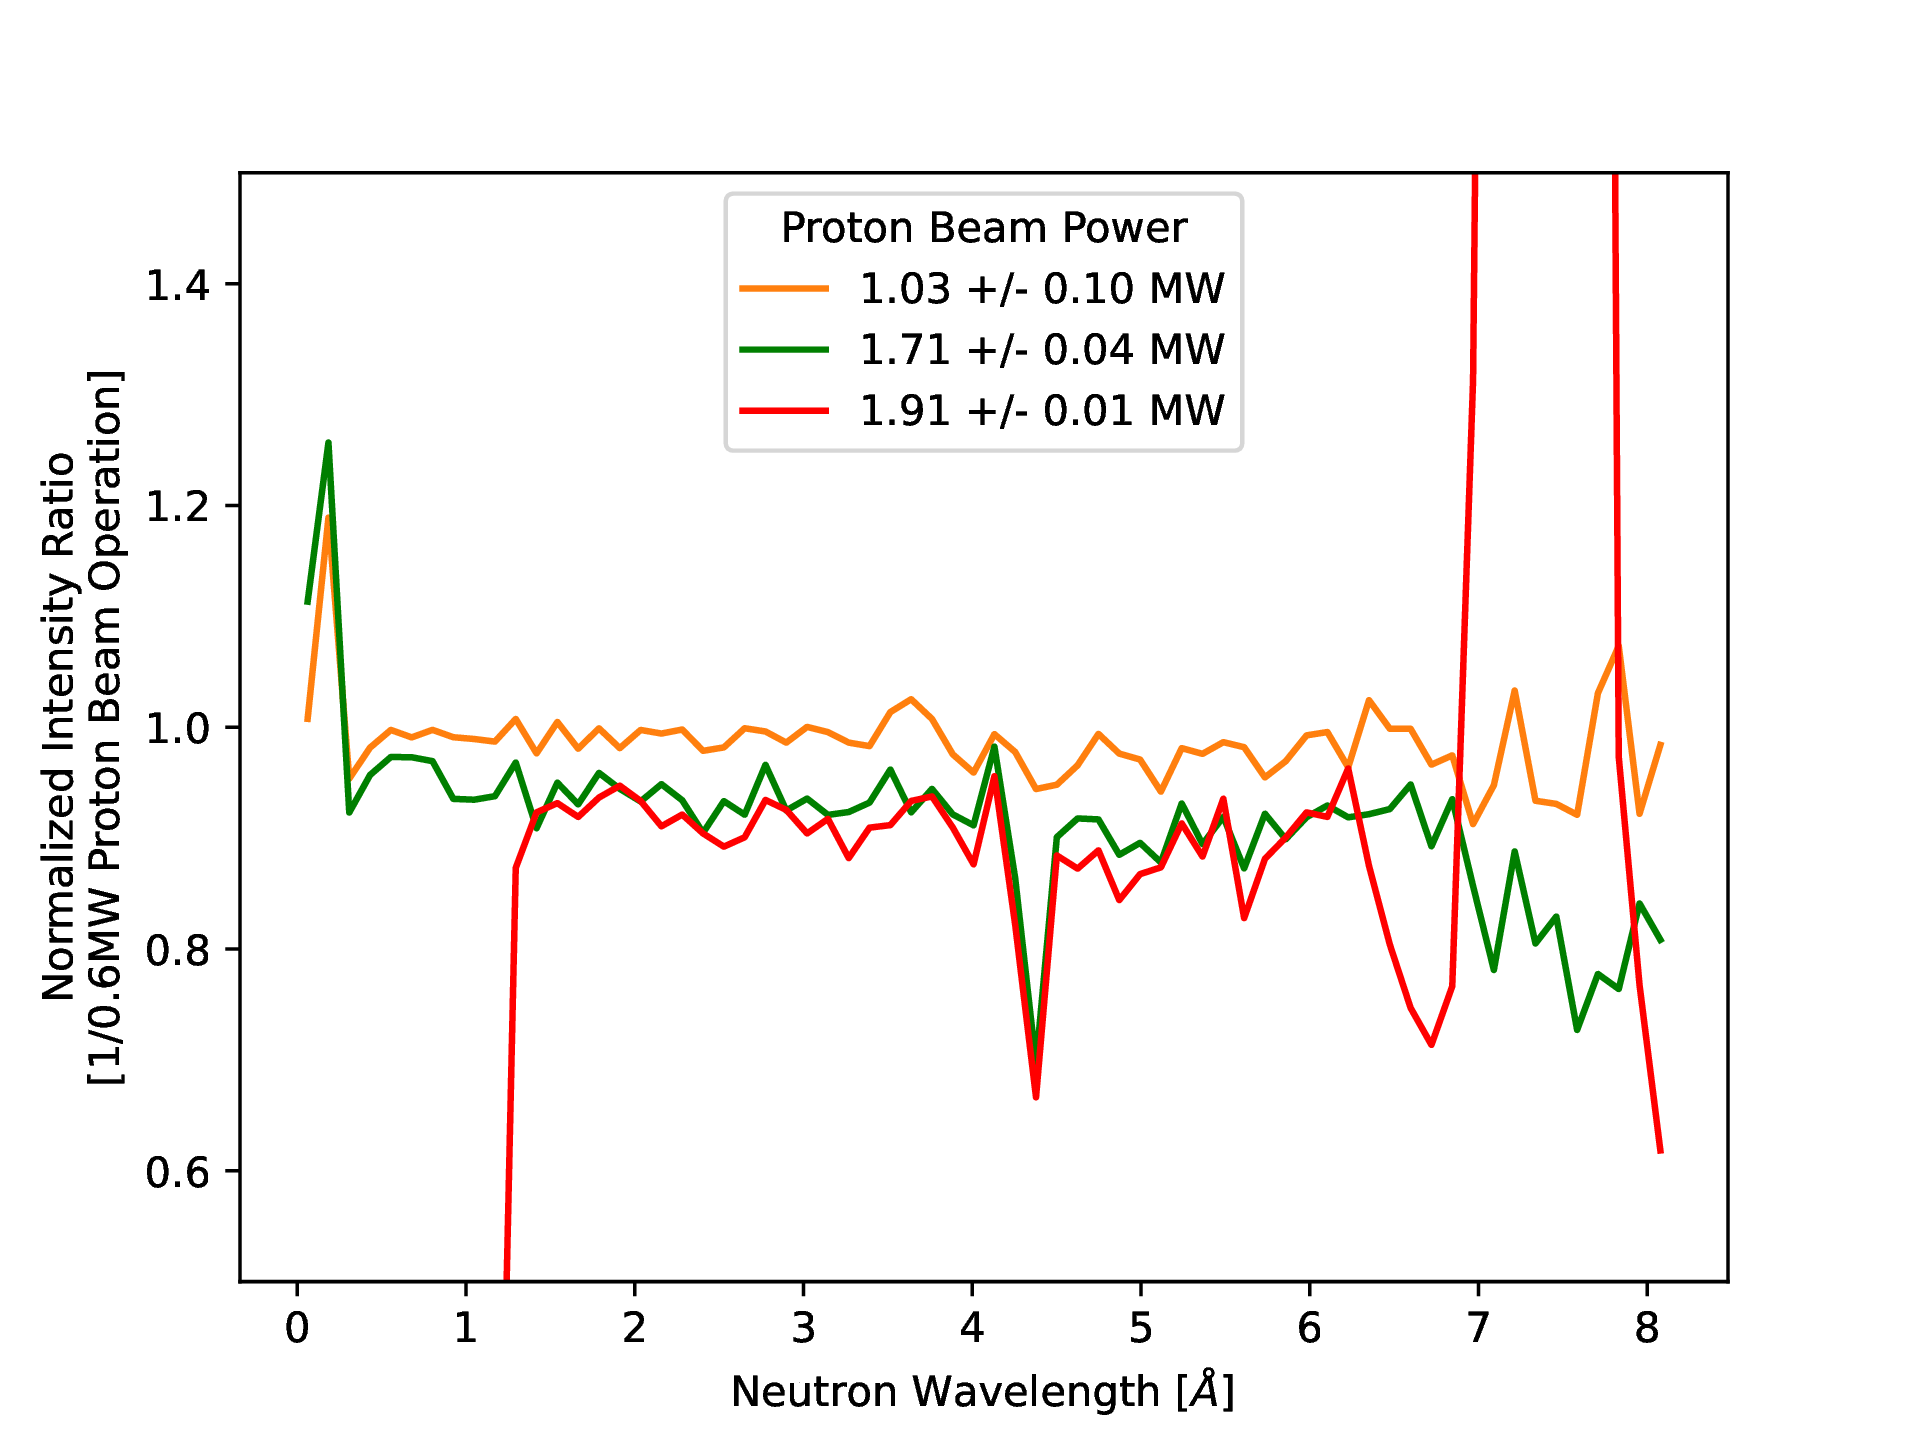 Proton Beam Power
1.03 +/- 0.10 MW
1.71 +/- 0.04 MW
1.91 +/- 0.01 MW
Normalized Intensity Ratio
[1/0.6MW Proton Beam Operation]
1.4
1.2
1.0
0.8
0.6
0 1 2 3 4 5 6 7 8
Neutron Wavelength [Å]